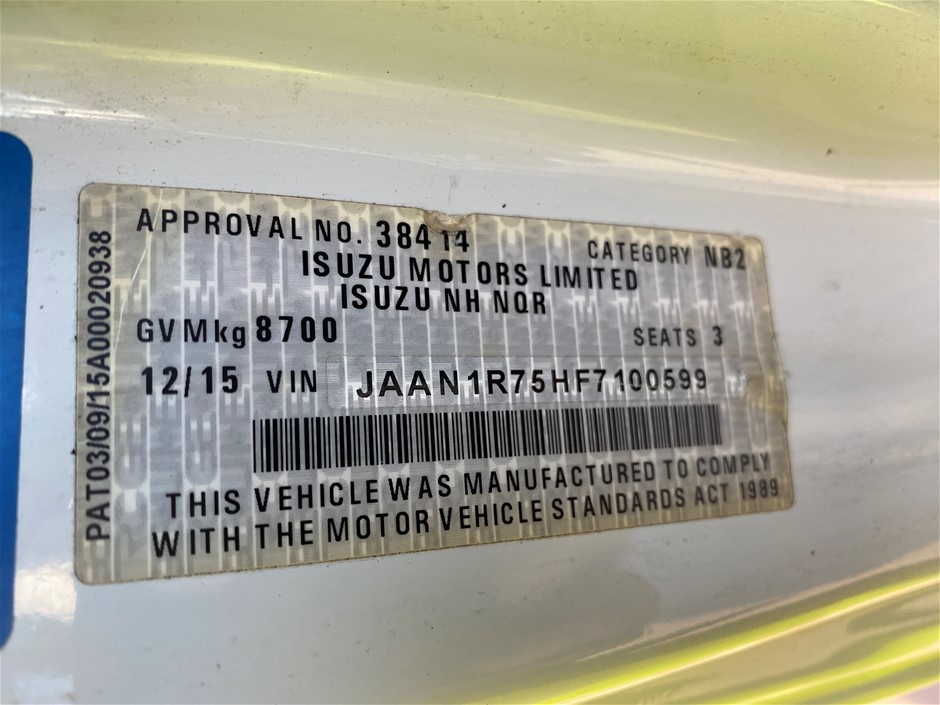 APPROVAL NO. 38414 CATEGORY NB2
ISUZU MOTORS LIMITED
ISUZU NH NQR
GVMkg 8700 SEATS 3
12/15 VIN JAAN1R75HF7100599
THIS VEHICLE WAS MANUFACTURED TO COMPLY
WITH THE MOTOR VEHICLE STANDARDS ACT 1989
PAT03/09/15A00020938